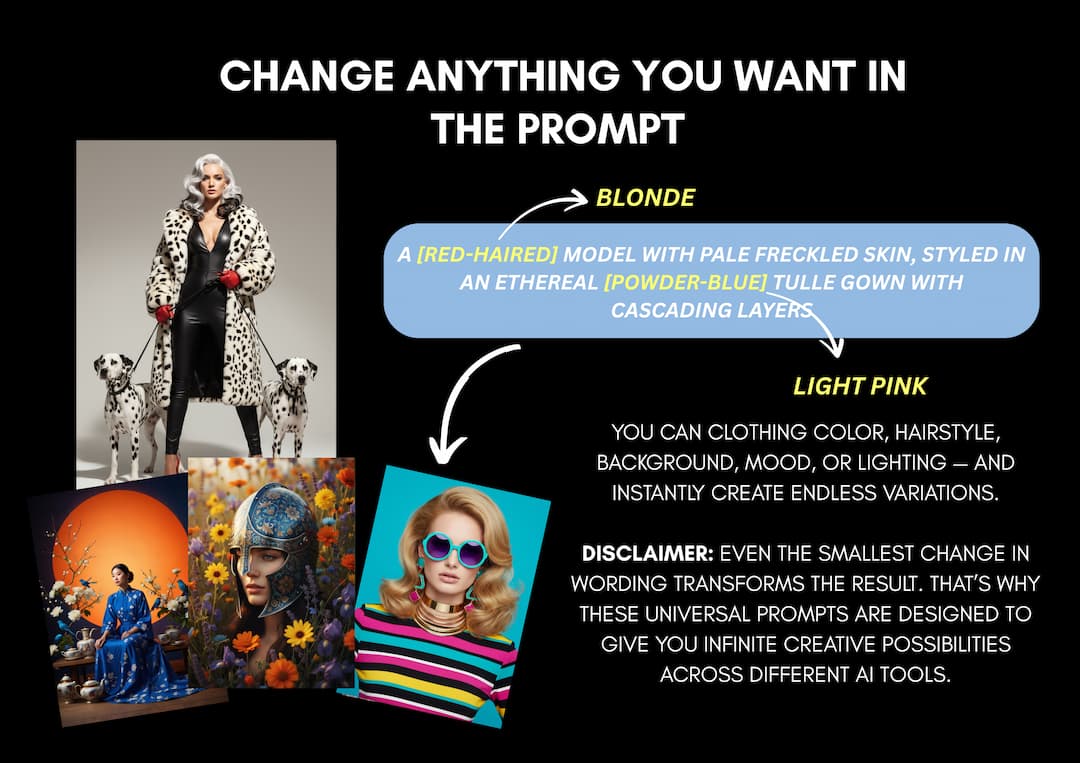 CHANGE ANYTHING YOU WANT IN
THE PROMPT
BLONDE
A [RED-HAIRED] MODEL WITH PALE FRECKLED SKIN, STYLED IN
AN ETHEREAL [POWDER-BLUE] TULLE GOWN WITH
CASCADING LAYERS
LIGHT PINK
YOU CAN CLOTHING COLOR, HAIRSTYLE,
BACKGROUND, MOOD, OR LIGHTING — AND
INSTANTLY CREATE ENDLESS VARIATIONS.
DISCLAIMER: EVEN THE SMALLEST CHANGE IN
WORDING TRANSFORMS THE RESULT. THAT'S WHY
THESE UNIVERSAL PROMPTS ARE DESIGNED TO
GIVE YOU INFINITE CREATIVE POSSIBILITIES
ACROSS DIFFERENT AI TOOLS.